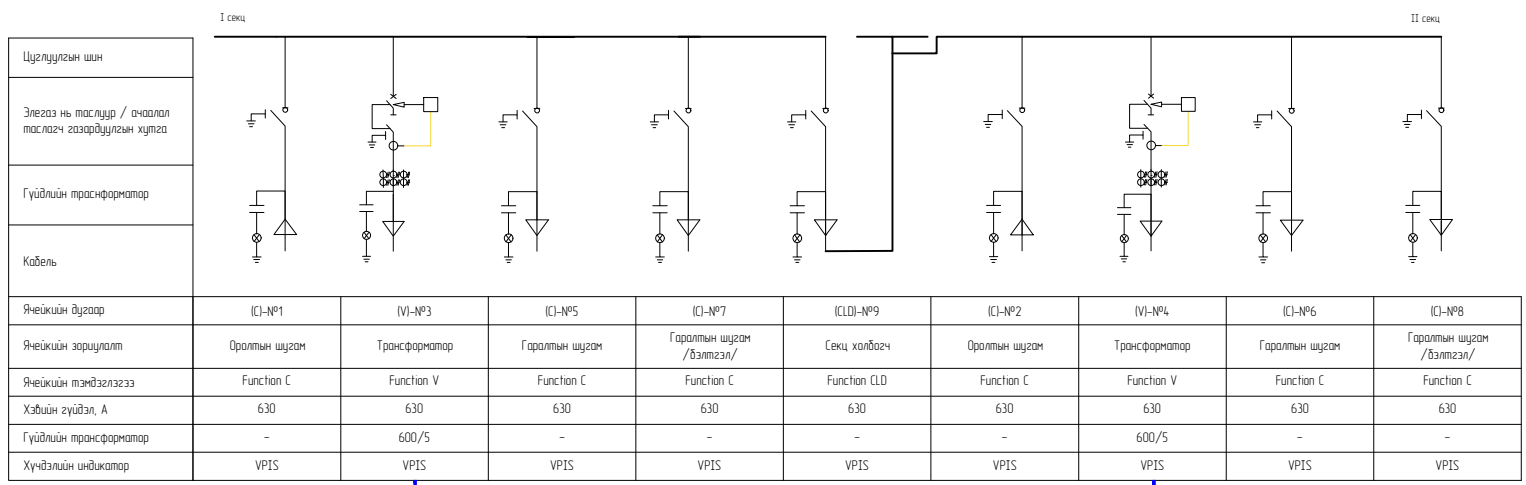 I секц
II секц
Цуглуулгын шин
Элегаз нь таслуур / ачаалал
таслагч газардуулгын хутга
Гүйдлийн траснформатор
Кабель
Ячейкийн дугаар
(C)-№1
(V)-№3
(C)-№5
(C)-№7
(CLD)-№9
(C)-№2
(V)-№4
(C)-№6
(C)-№8
Ячейкийн зориулалт
Оролтын шугам
Трансформатор
Гаралтын шугам
Гаралтын шугам
/бэлтгэл/
Секц холбогч
Оролтын шугам
Трансформатор
Гаралтын шугам
Гаралтын шугам
/бэлтгэл/
Ячейкийн тэмдэглэгээ
Function C
Function V
Function C
Function C
Function CLD
Function C
Function V
Function C
Function C
Хэвийн гүйдэл, А
630
630
630
630
630
630
630
630
630
Гүйдлийн трансформатор
-
600/5
-
-
-
-
600/5
-
-
Хүчдэлийн индикатор
VPIS
VPIS
VPIS
VPIS
VPIS
VPIS
VPIS
VPIS
VPIS